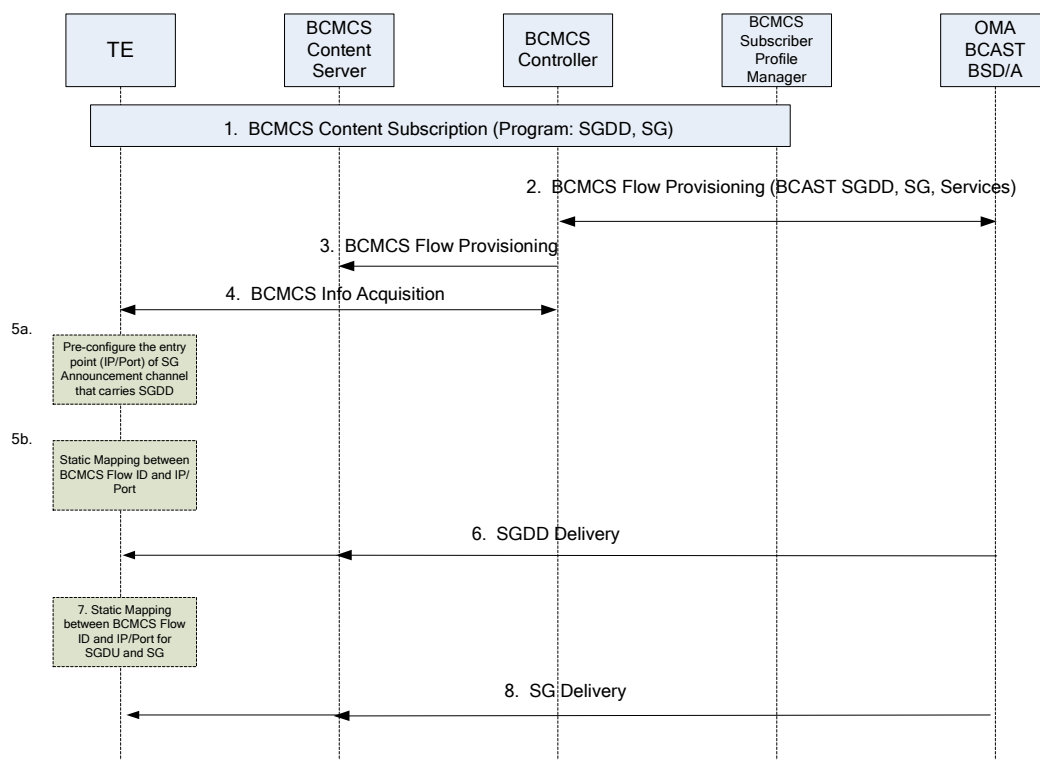 TE
BCMCS
Content
Server
BCMCS
Controller
BCMCS
Subscriber
Profile
Manager
OMA
BCAST
BSD/A
1. BCMCS Content Subscription (Program: SGDD, SG)
2. BCMCS Flow Provisioning (BCAST SGDD, SG, Services)
3. BCMCS Flow Provisioning
4. BCMCS Info Acquisition
5a.
Pre-configure the entry
point (IP/Port) of SG
Announcement channel
that carries SGDD
5b.
Static Mapping between
BCMCS Flow ID and IP/
Port
6. SGDD Delivery
7. Static Mapping
between BCMCS Flow
ID and IP/Port for
SGDU and SG
8. SG Delivery